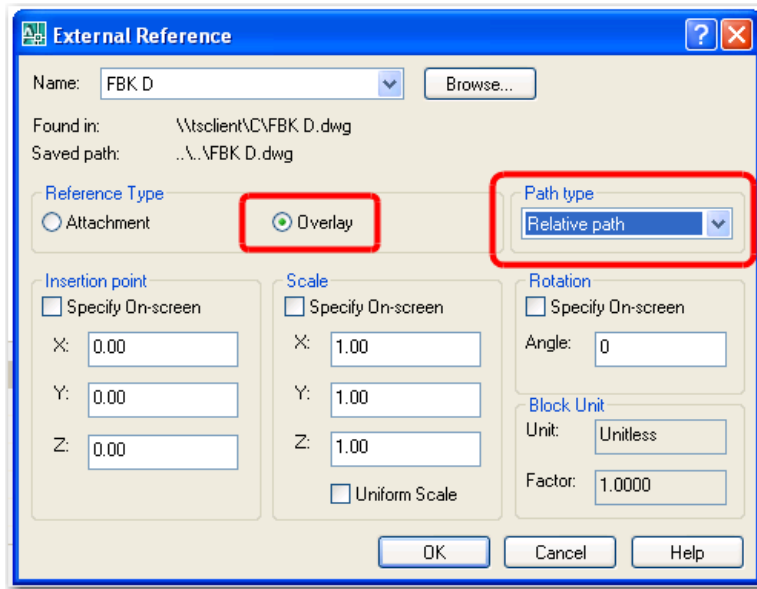 External Reference
Name: FBK D Browse...
Found in: \\tsclient\C\FBK D.dwg
Saved path: ..\..\FBK D.dwg
Reference Type Path type
Attachment Overlay Relative path
Insertion point Scale Rotation
Specify On-screen Specify On-screen Specify On-screen
X: 0.00 X: 1.00 Angle: 0
Y: 0.00 Y: 1.00 Block Unit
Unit: Unitless
Z: 0.00 Z: 1.00
Factor: 1.0000
Uniform Scale
OK Cancel Help